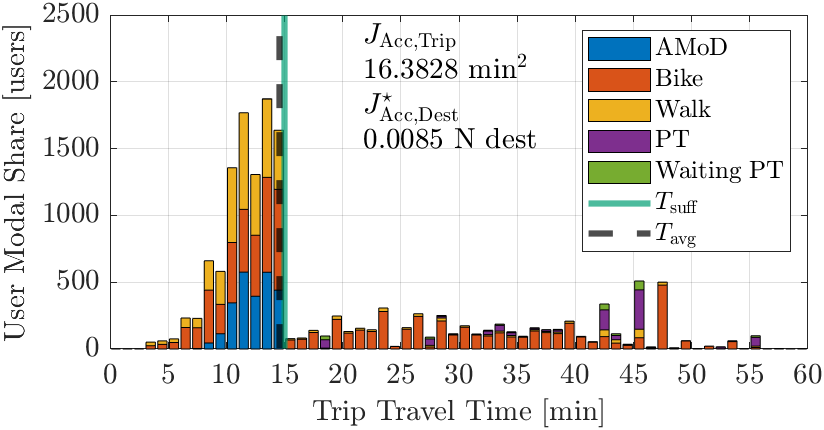 2500
2000
1500
1000
500
0
User Modal Share [users]
J_Acc,Trip
16.3828 min²
J⋆_Acc,Dest
0.0085 N dest
AMoD
Bike
Walk
PT
Waiting PT
T_suff
T_avg
0 5 10 15 20 25 30 35 40 45 50 55 60
Trip Travel Time [min]